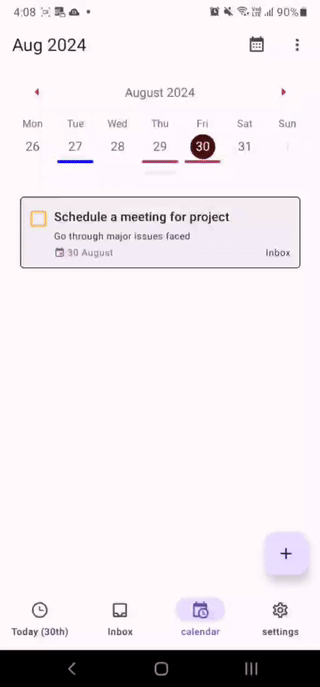 4:08 90%
Aug 2024
August 2024
Mon Tue Wed Thu Fri Sat Sun
26 27 28 29 30 31 1
Schedule a meeting for project
Go through major issues faced
30 August Inbox
+
Today (30th) Inbox calendar settings